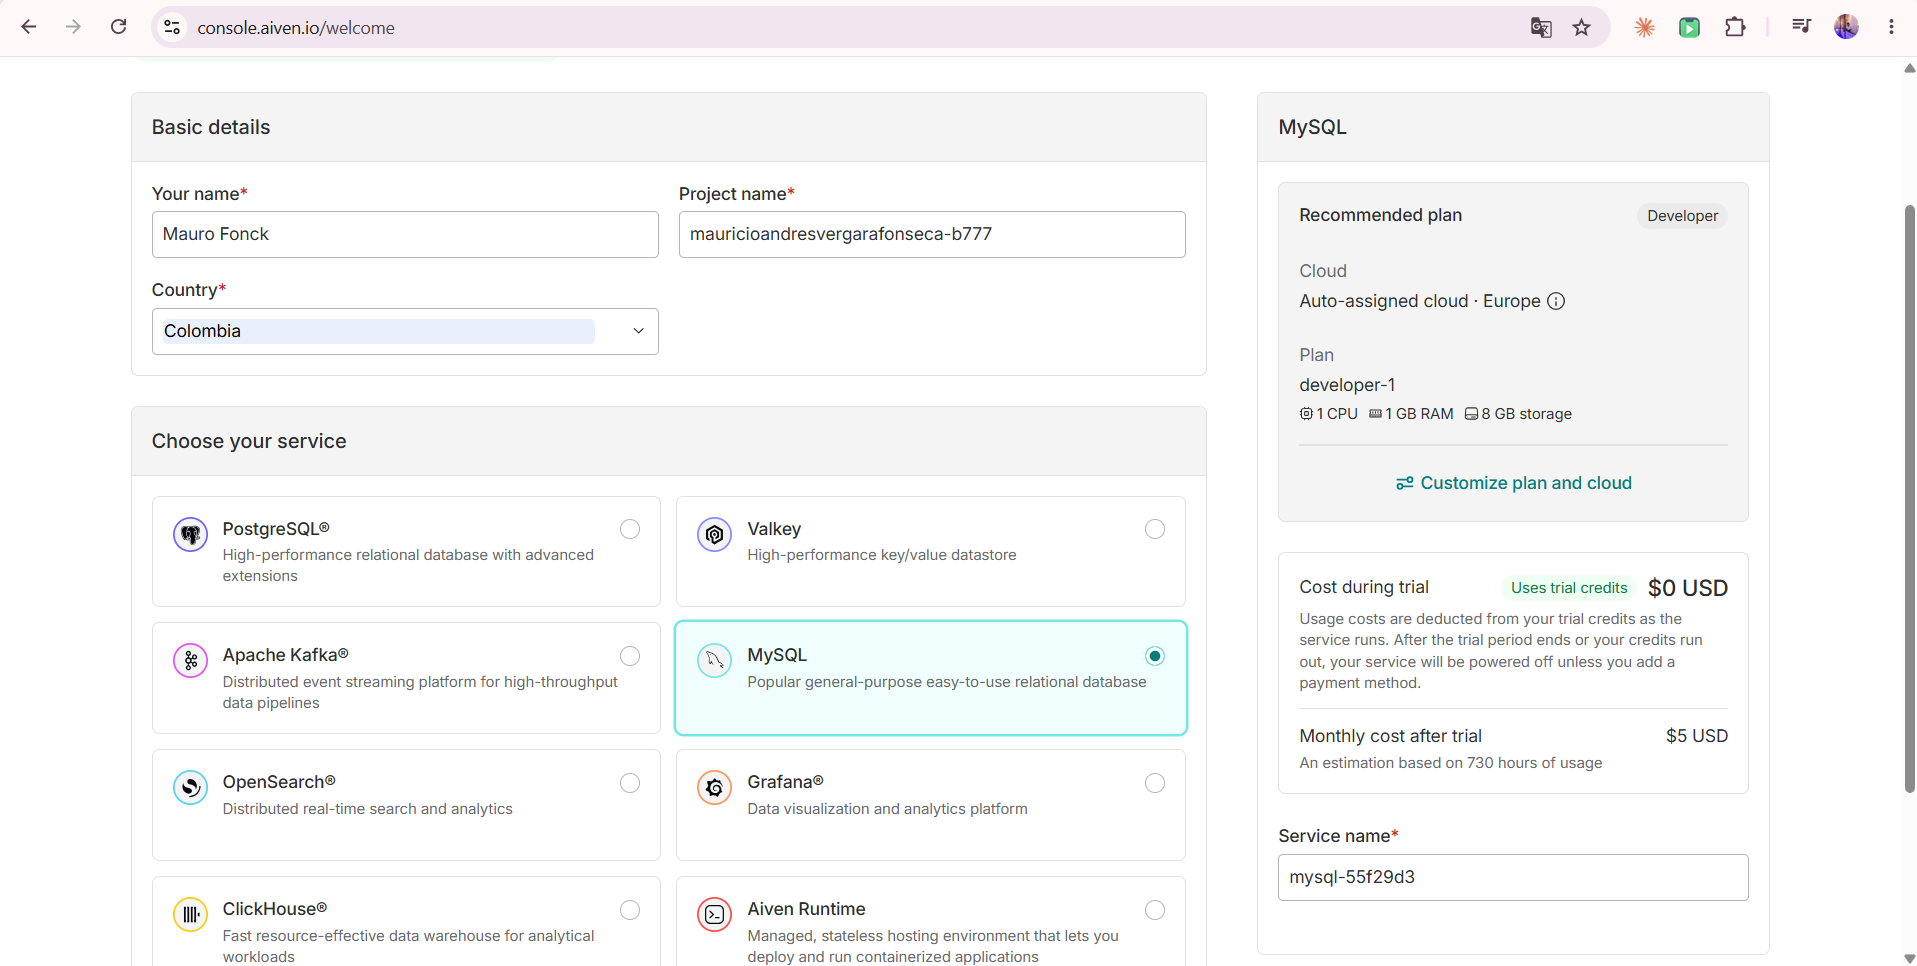 console.aiven.io/welcome
Basic details
Your name*
Project name*
Mauro Fonck
mauricioandresvergarafonseca-b777
Country*
Colombia
Choose your service
PostgreSQL®
High-performance relational database with advanced
extensions
Valkey
High-performance key/value datastore
Apache Kafka®
Distributed event streaming platform for high-throughput
data pipelines
MySQL
Popular general-purpose easy-to-use relational database
OpenSearch®
Distributed real-time search and analytics
Grafana®
Data visualization and analytics platform
ClickHouse®
Fast resource-effective data warehouse for analytical
workloads
Aiven Runtime
Managed, stateless hosting environment that lets you
deploy and run containerized applications
MySQL
Recommended plan
Developer
Cloud
Auto-assigned cloud · Europe
Plan
developer-1
1 CPU 1 GB RAM 8 GB storage
Customize plan and cloud
Cost during trial Uses trial credits $0 USD
Usage costs are deducted from your trial credits as the
service runs. After the trial period ends or your credits run
out, your service will be powered off unless you add a
payment method.
Monthly cost after trial $5 USD
An estimation based on 730 hours of usage
Service name*
mysql-55f29d3